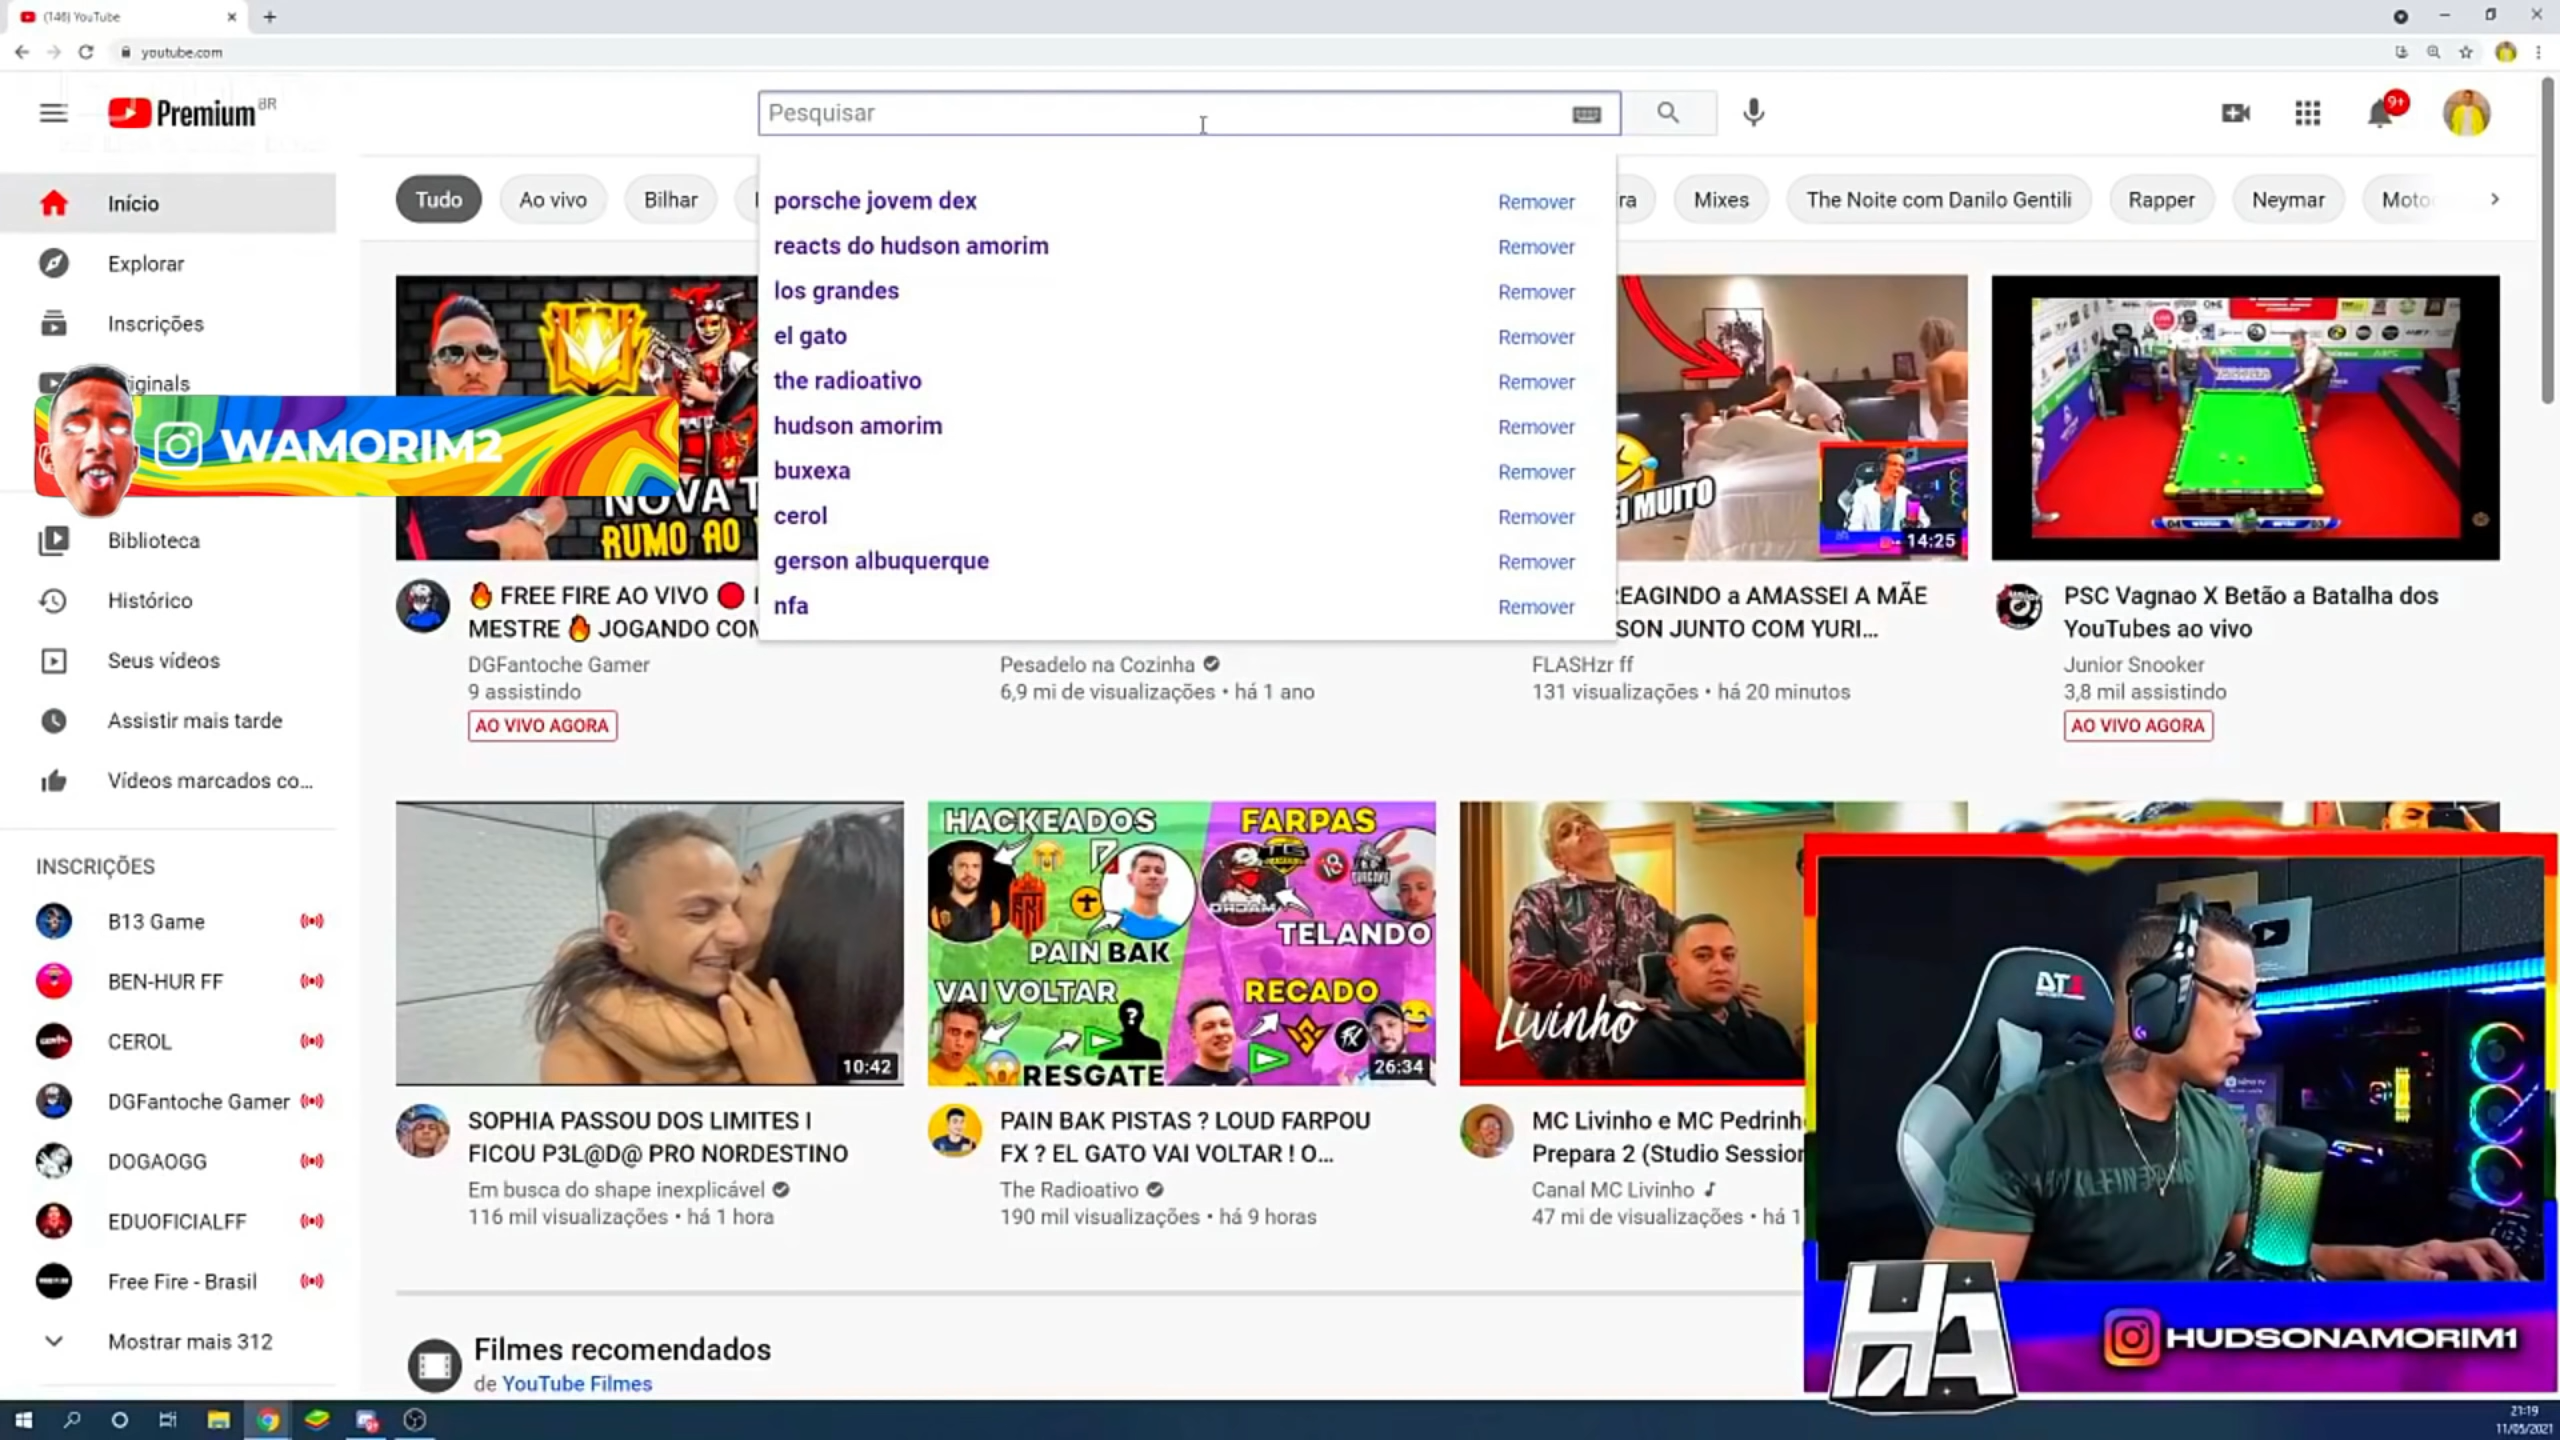 (146) YouTube
youtube.com
Premium BR
Pesquisar
9+
Início
Explorar
Inscrições
iginals
Biblioteca
Histórico
Seus vídeos
Assistir mais tarde
Vídeos marcados co...
INSCRIÇÕES
B13 Game
BEN-HUR FF
CEROL
DGFantoche Gamer
DOGAOGG
EDUOFICIALFF
Free Fire - Brasil
Mostrar mais 312
WAMORIM2
Tudo
Ao vivo
Bilhar
ra
Mixes
The Noite com Danilo Gentili
Rapper
Neymar
Moto
porsche jovem dex Remover
reacts do hudson amorim Remover
los grandes Remover
el gato Remover
the radioativo Remover
hudson amorim Remover
buxexa Remover
cerol Remover
gerson albuquerque Remover
nfa Remover
NOVA T
RUMO AO
🔥 FREE FIRE AO VIVO 🔴
MESTRE 🔥 JOGANDO COM
DGFantoche Gamer
9 assistindo
AO VIVO AGORA
Pesadelo na Cozinha
6,9 mi de visualizações • há 1 ano
I MUITO
14:25
EAGINDO a AMASSEI A MÃE
SON JUNTO COM YURI...
FLASHzr ff
131 visualizações • há 20 minutos
PSC Vagnao X Betão a Batalha dos
YouTubes ao vivo
Junior Snooker
3,8 mil assistindo
AO VIVO AGORA
10:42
SOPHIA PASSOU DOS LIMITES I
FICOU P3L@D@ PRO NORDESTINO
Em busca do shape inexplicável
116 mil visualizações • há 1 hora
HACKEADOS
FARPAS
PAIN BAK
TELANDO
VAI VOLTAR
RECADO
RESGATE
26:34
PAIN BAK PISTAS ? LOUD FARPOU
FX ? EL GATO VAI VOLTAR ! O...
The Radioativo
190 mil visualizações • há 9 horas
Livinho
MC Livinho e MC Pedrinh
Prepara 2 (Studio Session
Canal MC Livinho
47 mi de visualizações • há 1
DT3
HA
HUDSONAMORIM1
Filmes recomendados
de YouTube Filmes
21:19
11/05/2021